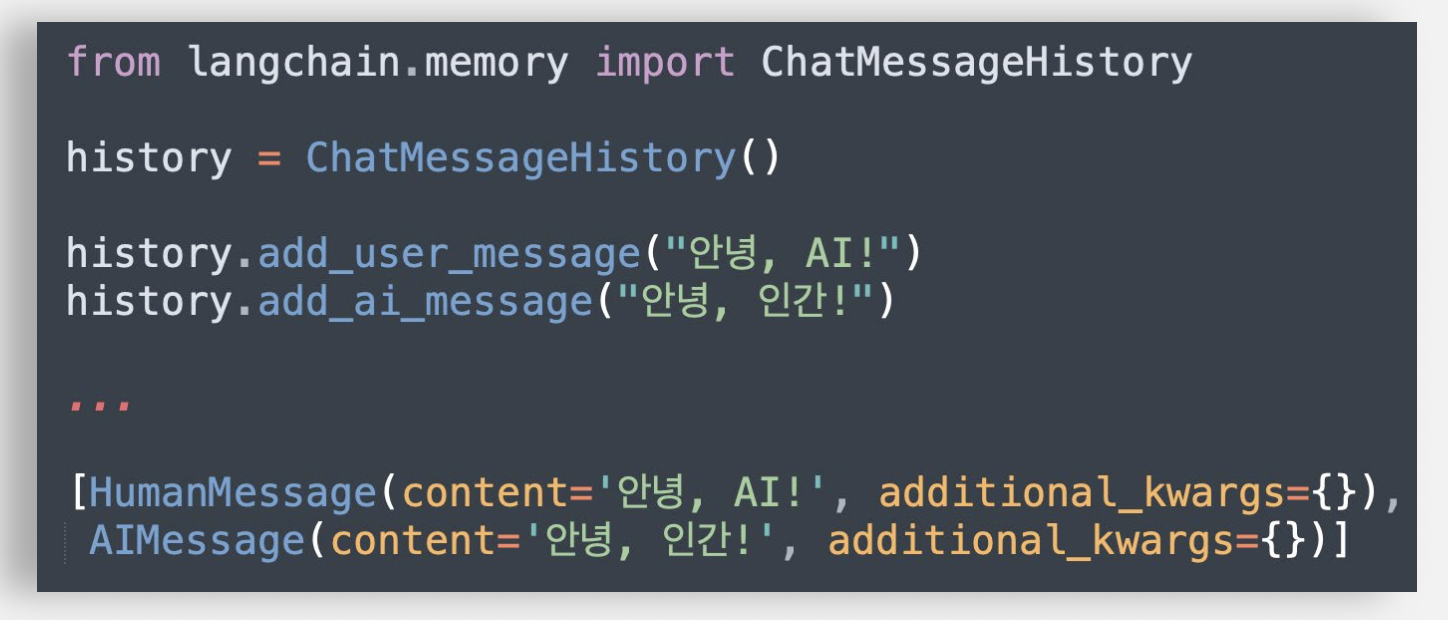 from langchain.memory import ChatMessageHistory
history = ChatMessageHistory()
history.add_user_message("안녕, AI!")
history.add_ai_message("안녕, 인간!")
...
[HumanMessage(content='안녕, AI!', additional_kwargs={}),
AIMessage(content='안녕, 인간!', additional_kwargs={})]